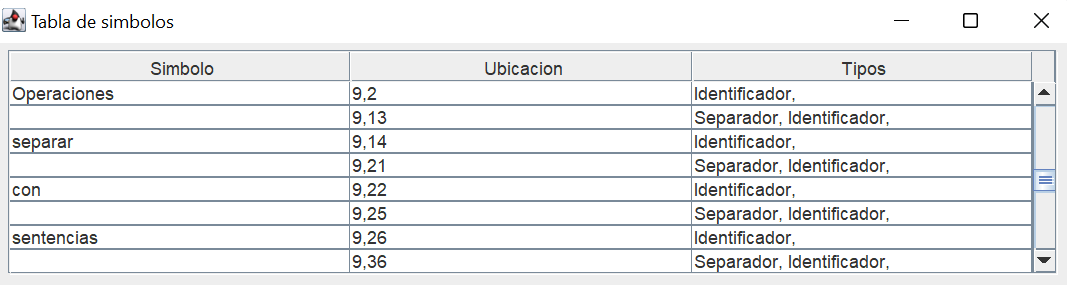 Tabla de simbolos
Simbolo Ubicacion Tipos
Operaciones 9,2 Identificador,
9,13 Separador, Identificador,
separar 9,14 Identificador,
9,21 Separador, Identificador,
con 9,22 Identificador,
9,25 Separador, Identificador,
sentencias 9,26 Identificador,
9,36 Separador, Identificador,